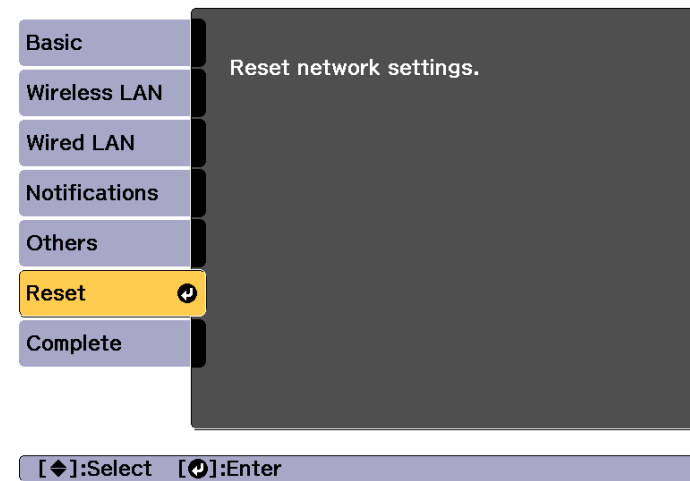 Basic
Reset network settings.
Wireless LAN
Wired LAN
Notifications
Others
Reset
Complete
[◆]:Select [↵]:Enter